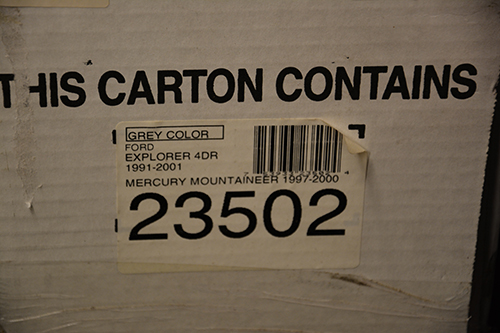 THIS CARTON CONTAINS
GREY COLOR
FORD
EXPLORER 4DR
1991-2001
MERCURY MOUNTAINEER 1997-2000
23502